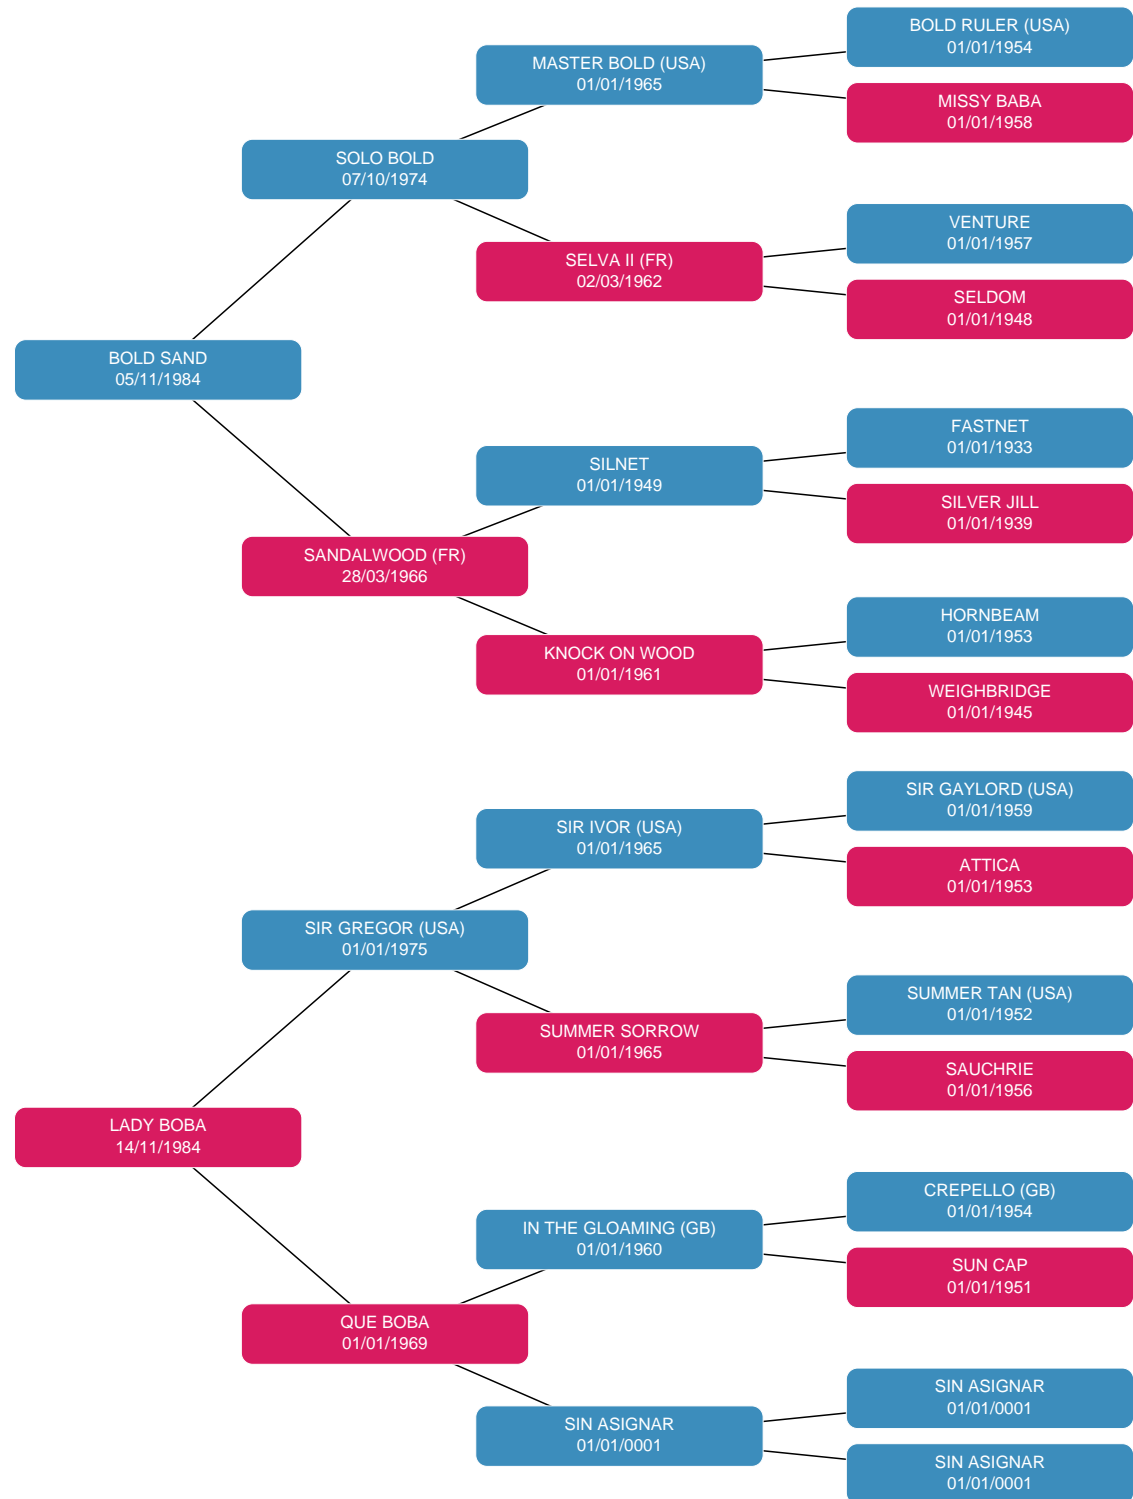 BOLD RULER (USA)
01/01/1954
MASTER BOLD (USA)
01/01/1965
MISSY BABA
01/01/1958
SOLO BOLD
07/10/1974
VENTURE
01/01/1957
SELVA II (FR)
02/03/1962
SELDOM
01/01/1948
BOLD SAND
05/11/1984
FASTNET
01/01/1933
SILNET
01/01/1949
SILVER JILL
01/01/1939
SANDALWOOD (FR)
28/03/1966
HORNBEAM
01/01/1953
KNOCK ON WOOD
01/01/1961
WEIGHBRIDGE
01/01/1945
SIR GAYLORD (USA)
01/01/1959
SIR IVOR (USA)
01/01/1965
ATTICA
01/01/1953
SIR GREGOR (USA)
01/01/1975
SUMMER TAN (USA)
01/01/1952
SUMMER SORROW
01/01/1965
SAUCHRIE
01/01/1956
LADY BOBA
14/11/1984
CREPELLO (GB)
01/01/1954
IN THE GLOAMING (GB)
01/01/1960
SUN CAP
01/01/1951
QUE BOBA
01/01/1969
SIN ASIGNAR
01/01/0001
SIN ASIGNAR
01/01/0001
SIN ASIGNAR
01/01/0001